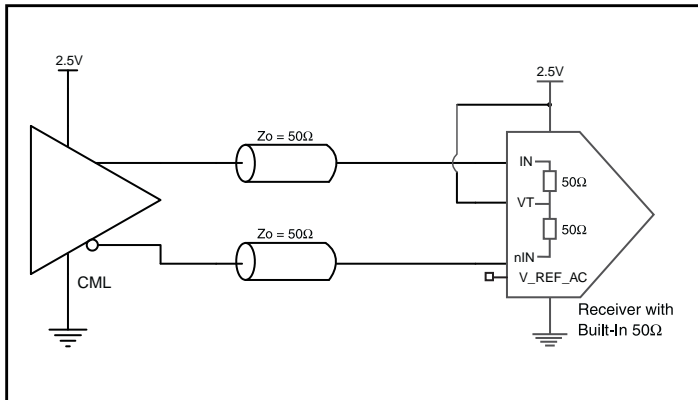 2.5V
2.5V
Zo = 50Ω
IN
50Ω
VT
50Ω
Zo = 50Ω
nIN
V_REF_AC
CML
Receiver with
Built-In 50Ω